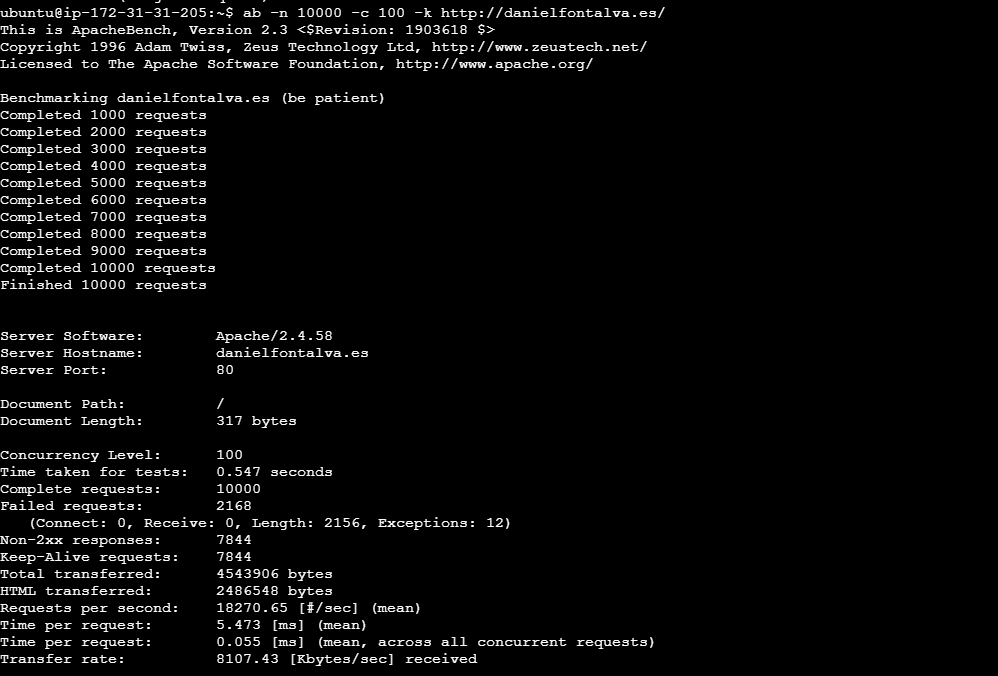 ubuntu@ip-172-31-31-205:~$ ab -n 10000 -c 100 -k http://danielfontalva.es/
This is ApacheBench, Version 2.3 <$Revision: 1903618 $>
Copyright 1996 Adam Twiss, Zeus Technology Ltd, http://www.zeustech.net/
Licensed to The Apache Software Foundation, http://www.apache.org/

Benchmarking danielfontalva.es (be patient)
Completed 1000 requests
Completed 2000 requests
Completed 3000 requests
Completed 4000 requests
Completed 5000 requests
Completed 6000 requests
Completed 7000 requests
Completed 8000 requests
Completed 9000 requests
Completed 10000 requests
Finished 10000 requests


Server Software:        Apache/2.4.58
Server Hostname:        danielfontalva.es
Server Port:            80

Document Path:          /
Document Length:        317 bytes

Concurrency Level:      100
Time taken for tests:   0.547 seconds
Complete requests:      10000
Failed requests:        2168
   (Connect: 0, Receive: 0, Length: 2156, Exceptions: 12)
Non-2xx responses:      7844
Keep-Alive requests:    7844
Total transferred:      4543906 bytes
HTML transferred:       2486548 bytes
Requests per second:    18270.65 [#/sec] (mean)
Time per request:       5.473 [ms] (mean)
Time per request:       0.055 [ms] (mean, across all concurrent requests)
Transfer rate:          8107.43 [Kbytes/sec] received